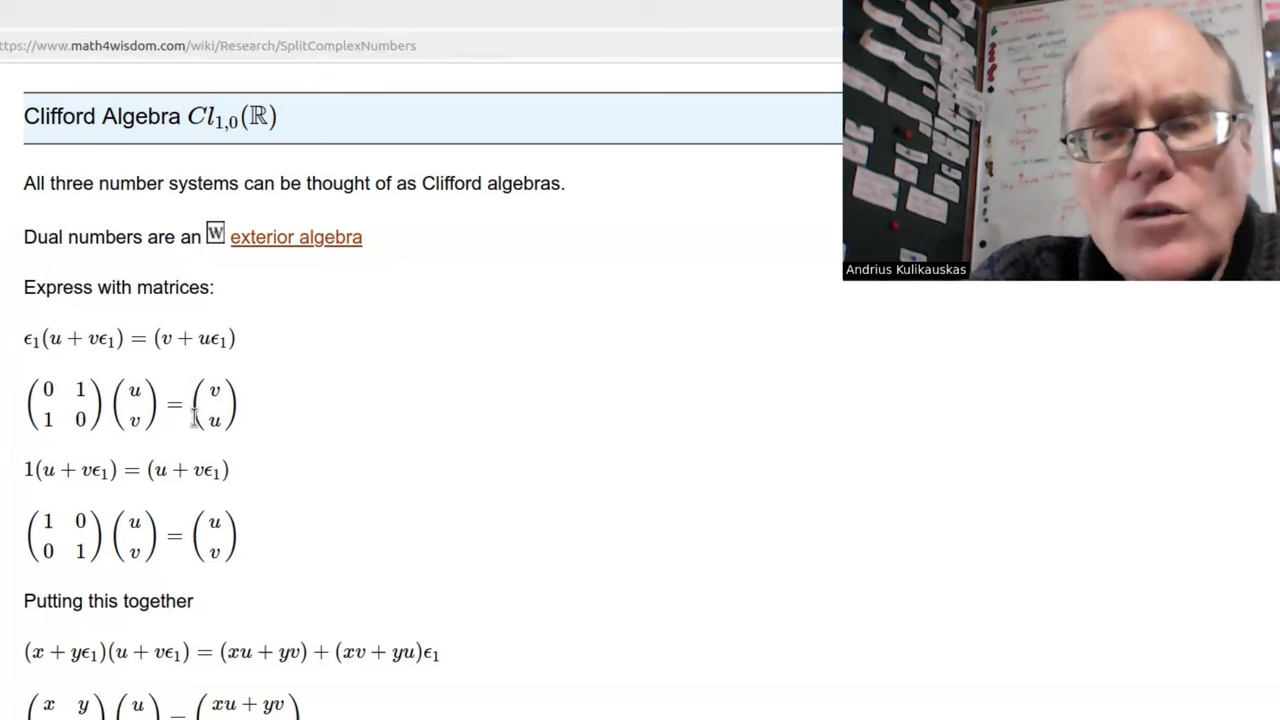 https://www.math4wisdom.com/wiki/Research/SplitComplexNumbers
Clifford Algebra Cl₁,₀(ℝ)
All three number systems can be thought of as Clifford algebras.
Dual numbers are an W exterior algebra
Express with matrices:
ϵ₁(u + vϵ₁) = (v + uϵ₁)
(0 1
1 0) (u
v) = (v
u)
1(u + vϵ₁) = (u + vϵ₁)
(1 0
0 1) (u
v) = (u
v)
Putting this together
(x + yϵ₁)(u + vϵ₁) = (xu + yv) + (xv + yu)ϵ₁
(x y) (u) = (xu + yv)
Andrius Kulikauskas